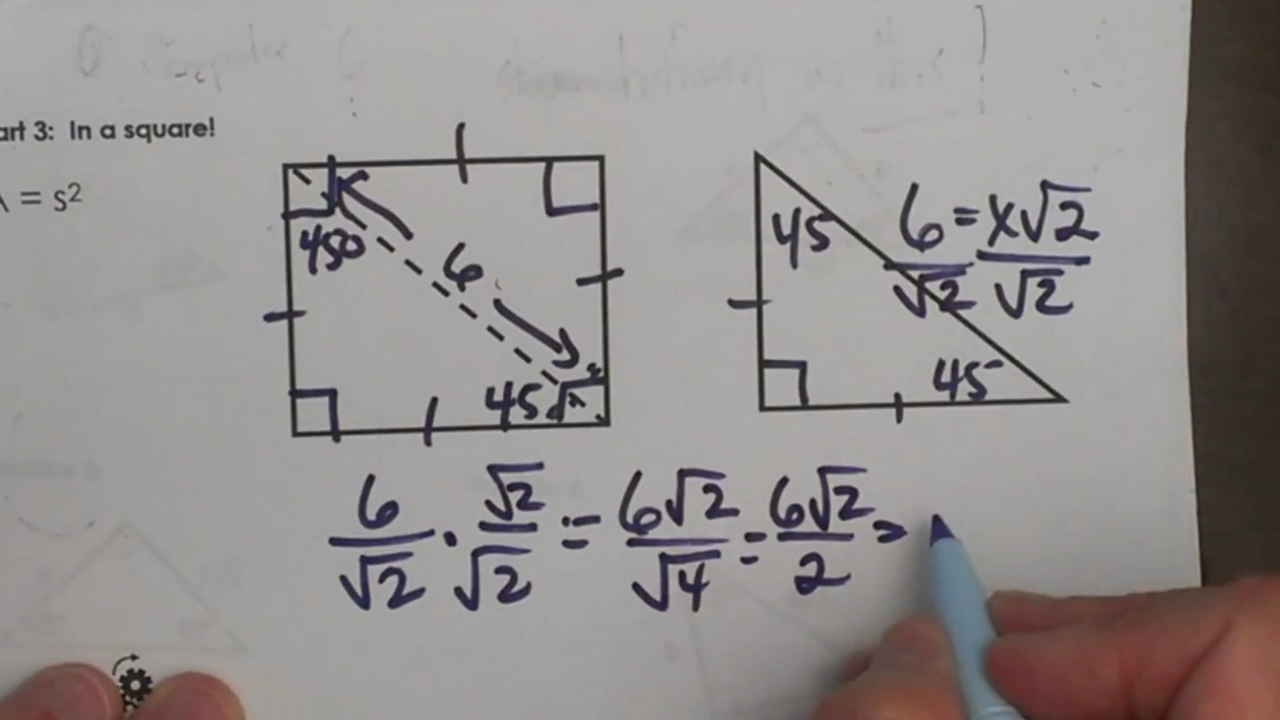 art 3: In a square!
= s²
45°
6
45
45
6 = x√2
√2 √2
45
6/√2 · √2/√2 = 6√2/√4 = 6√2/2 =